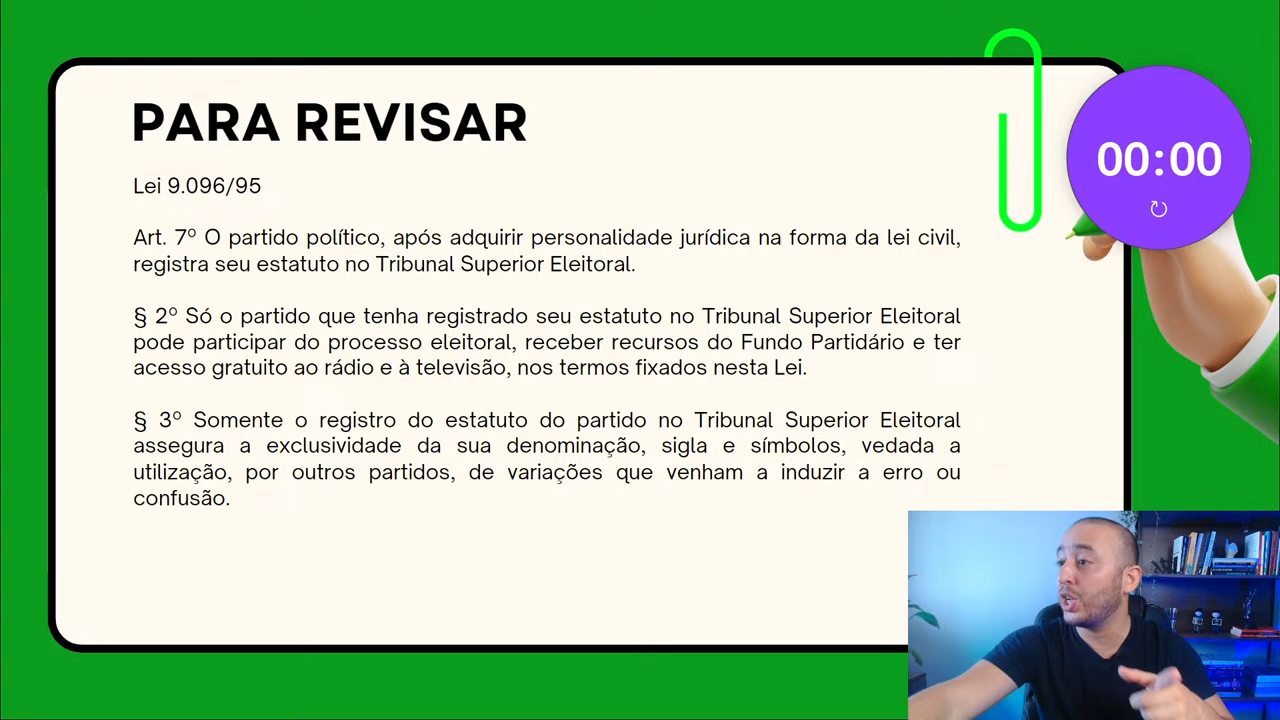 PARA REVISAR
00:00
Lei 9.096/95
Art. 7º O partido político, após adquirir personalidade jurídica na forma da lei civil,
registra seu estatuto no Tribunal Superior Eleitoral.
§ 2º Só o partido que tenha registrado seu estatuto no Tribunal Superior Eleitoral
pode participar do processo eleitoral, receber recursos do Fundo Partidário e ter
acesso gratuito ao rádio e à televisão, nos termos fixados nesta Lei.
§ 3º Somente o registro do estatuto do partido no Tribunal Superior Eleitoral
assegura a exclusividade da sua denominação, sigla e símbolos, vedada a
utilização, por outros partidos, de variações que venham a induzir a erro ou
confusão.